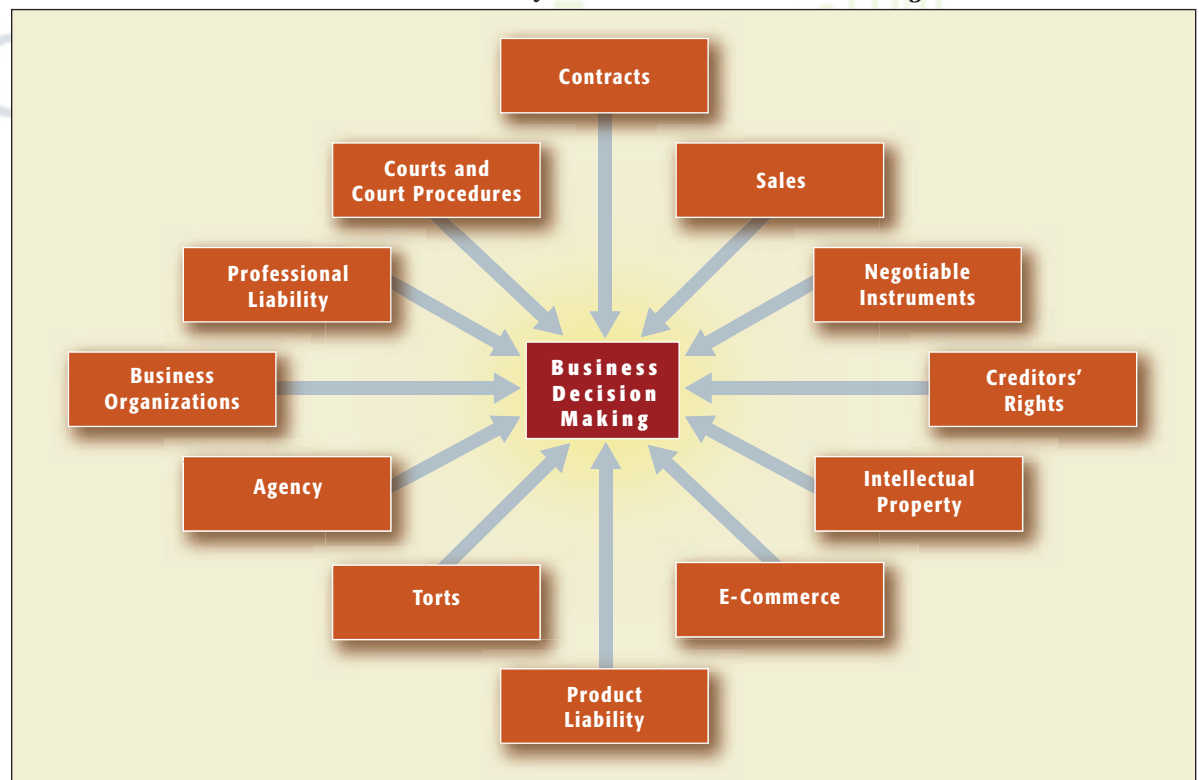 Contracts
Courts and
Court Procedures
Sales
Professional
Liability
Negotiable
Instruments
Business
Organizations
Business
Decision
Making
Creditors’
Rights
Agency
Intellectual
Property
Torts
E-Commerce
Product
Liability